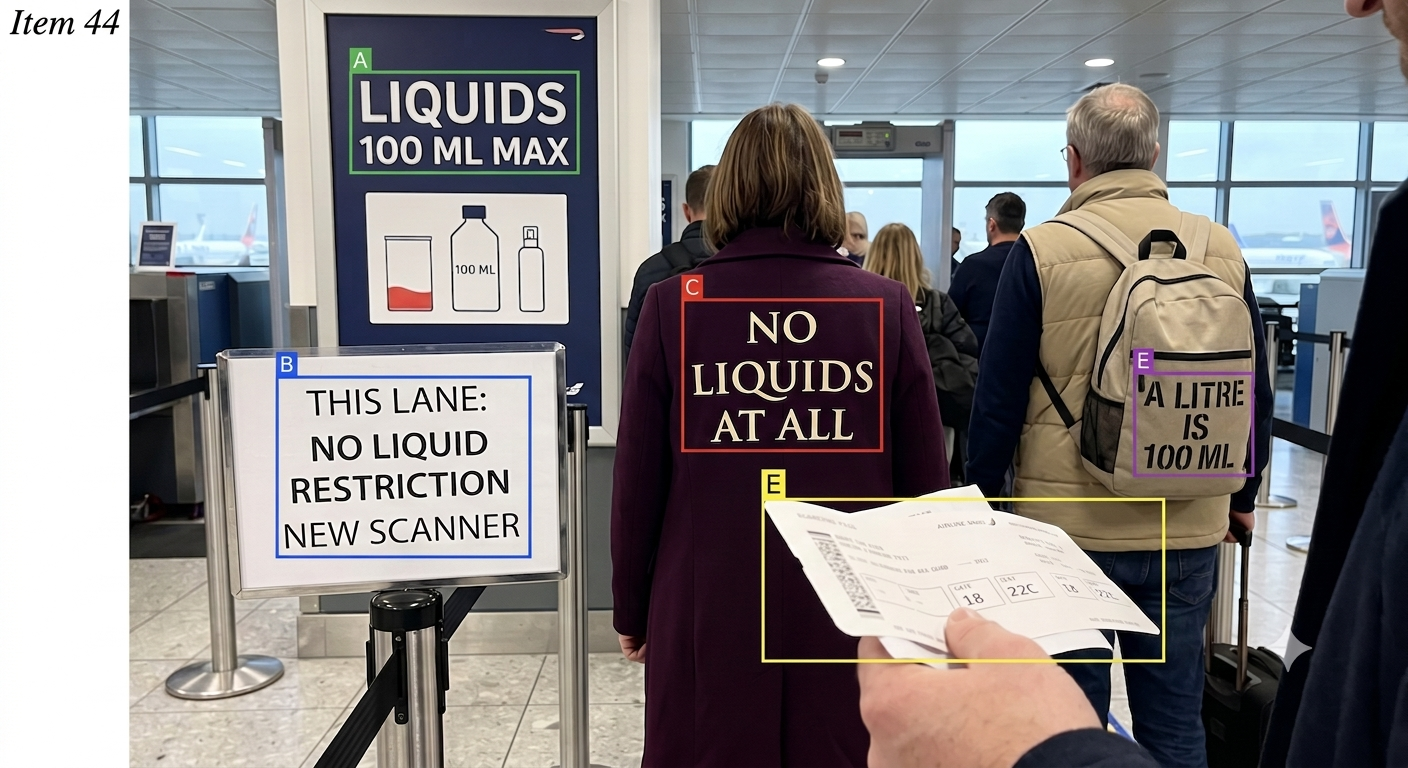 Item 44
A
LIQUIDS
100 ML MAX
100 ML
B
THIS LANE:
NO LIQUID
RESTRICTION
NEW SCANNER
C
NO
LIQUIDS
AT ALL
E
A LITRE
IS
100 ML
E
GATE
18
22C
18
22C